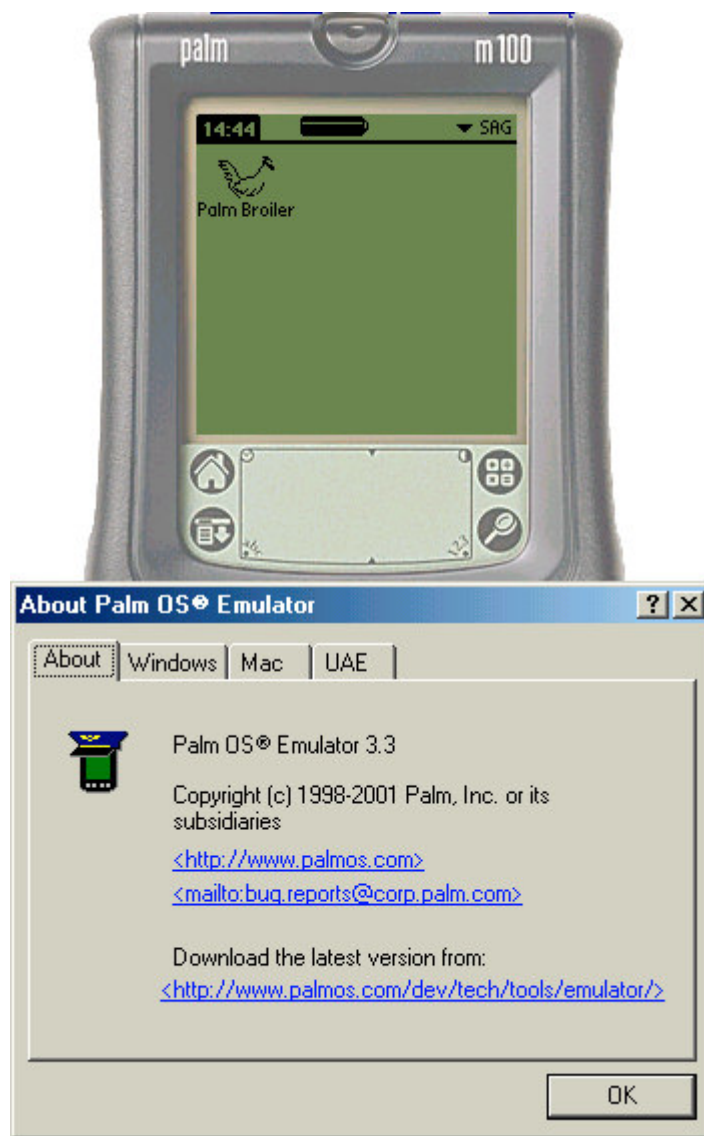 palm m100
14:44 SAG
Palm Broiler
abc 123
About Palm OS® Emulator
About Windows Mac UAE
Palm OS® Emulator 3.3
Copyright (c) 1998-2001 Palm, Inc. or its
subsidiaries
<http://www.palmos.com>
<mailto:bug.reports@corp.palm.com>
Download the latest version from:
<http://www.palmos.com/dev/tech/tools/emulator/>
OK